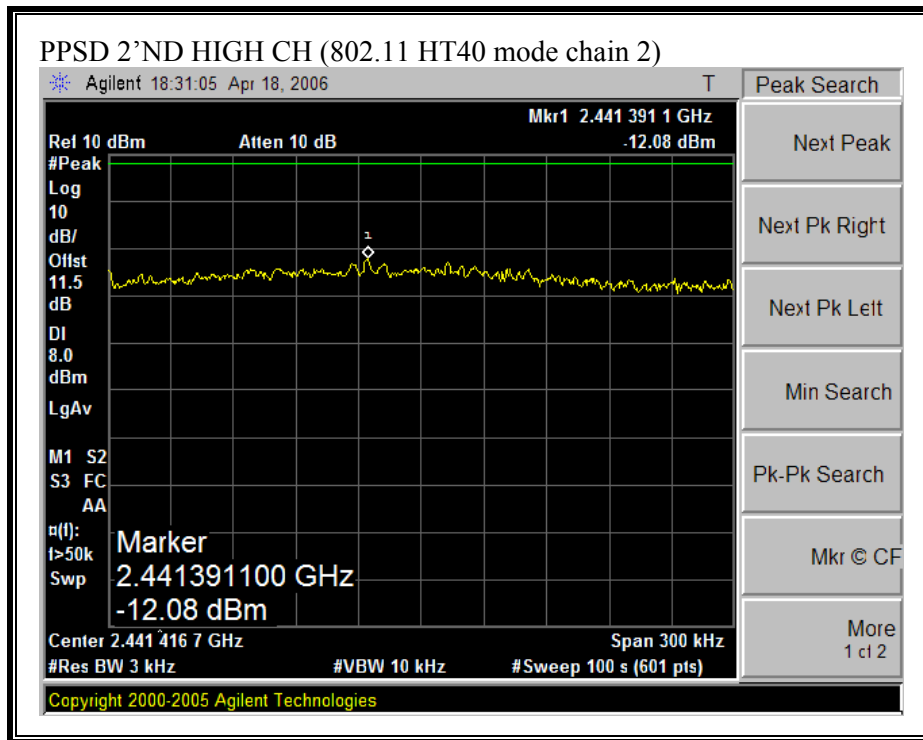 PPSD 2’ND HIGH CH (802.11 HT40 mode chain 2)
Agilent 18:31:05 Apr 18, 2006 T
Peak Search
Mkr1 2.441 391 1 GHz
Ref 10 dBm Atten 10 dB -12.08 dBm
#Peak
Log
10
dB/
Offst
11.5
dB
DI
8.0
dBm
LgAv
M1 S2
S3 FC
AA
¤(f):
f>50k
Swp
1
Marker
2.441391100 GHz
-12.08 dBm
Center 2.441 416 7 GHz Span 300 kHz
#Res BW 3 kHz #VBW 10 kHz #Sweep 100 s (601 pts)
Copyright 2000-2005 Agilent Technologies
Next Peak
Next Pk Right
Next Pk Left
Min Search
Pk-Pk Search
Mkr © CF
More
1 of 2